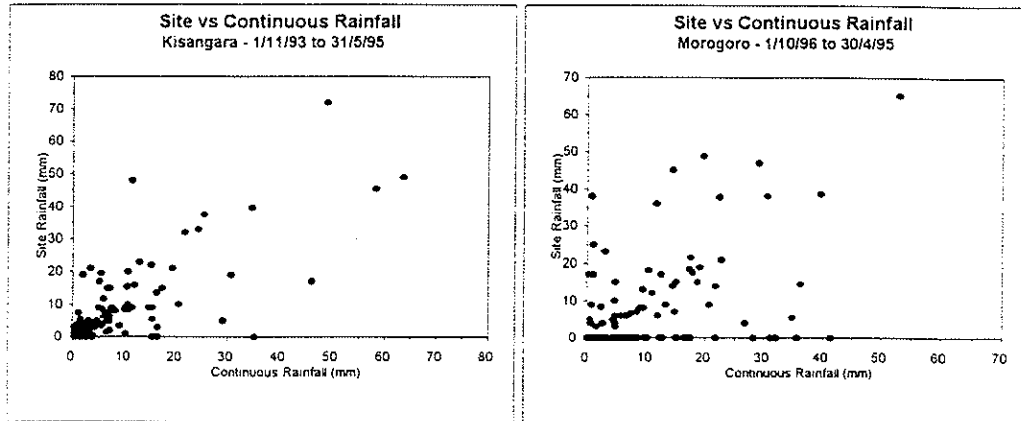 Site vs Continuous Rainfall
Kisangara - 1/11/93 to 31/5/95
80
70
60
50
40
30
20
10
0
Site Rainfall (mm)
0 10 20 30 40 50 60 70 80
Continuous Rainfall (mm)
Site vs Continuous Rainfall
Morogoro - 1/10/96 to 30/4/95
70
60
50
40
30
20
10
0
Site Rainfall (mm)
0 10 20 30 40 50 60 70
Continuous Rainfall (mm)